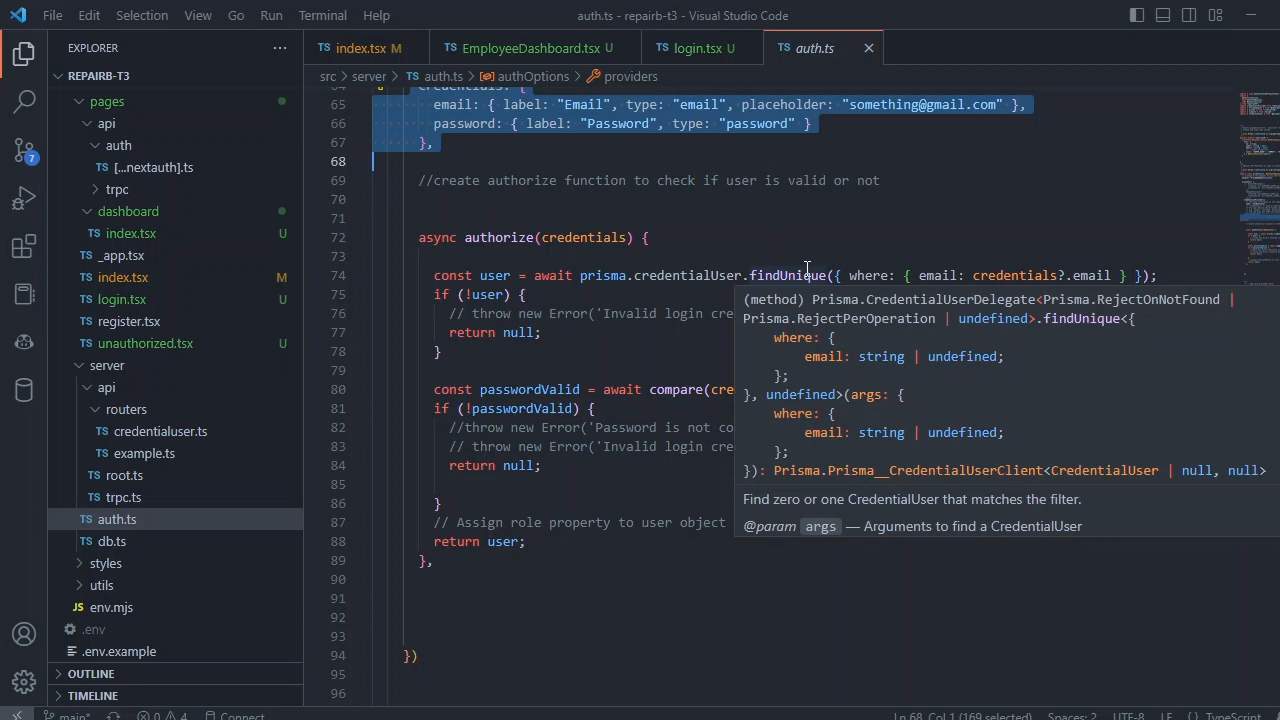 File Edit Selection View Go Run Terminal Help
auth.ts - repairb-t3 - Visual Studio Code
EXPLORER
REPAIRB-T3
pages
api
auth
TS [...nextauth].ts
trpc
dashboard
TS index.tsx U
TS _app.tsx
TS index.tsx M
TS login.tsx U
TS register.tsx
TS unauthorized.tsx U
server
api
routers
TS credentialuser.ts
TS example.ts
TS root.ts
TS trpc.ts
TS auth.ts
TS db.ts
styles
utils
JS env.mjs
.env
.env.example
OUTLINE
TIMELINE
7
TS index.tsx M
TS EmployeeDashboard.tsx U
TS login.tsx U
TS auth.ts
src > server > TS auth.ts > authOptions > providers
64 credentials: {
65 email: { label: "Email", type: "email", placeholder: "something@gmail.com" },
66 password: { label: "Password", type: "password" }
67 },
68
69 //create authorize function to check if user is valid or not
70
71
72 async authorize(credentials) {
73
74 const user = await prisma.credentialUser.findUnique({ where: { email: credentials?.email } });
75 if (!user) {
76 // throw new Error('Invalid login cre
77 return null;
78 }
79
80 const passwordValid = await compare(cre
81 if (!passwordValid) {
82 //throw new Error('Password is not co
83 // throw new Error('Invalid login cre
84 return null;
85
86 }
87 // Assign role property to user object
88 return user;
89 },
90
91
92
93
94 })
95
96
(method) Prisma.CredentialUserDelegate<Prisma.RejectOnNotFound |
Prisma.RejectPerOperation | undefined>.findUnique<{
where: {
email: string | undefined;
};
}, undefined>(args: {
where: {
email: string | undefined;
};
}): Prisma.Prisma__CredentialUserClient<CredentialUser | null, null>
Find zero or one CredentialUser that matches the filter.
@param args — Arguments to find a CredentialUser
main* 0 4 Connect
Ln 68, Col 1 (169 selected) Spaces: 2 UTF-8 LF {} TypeScript